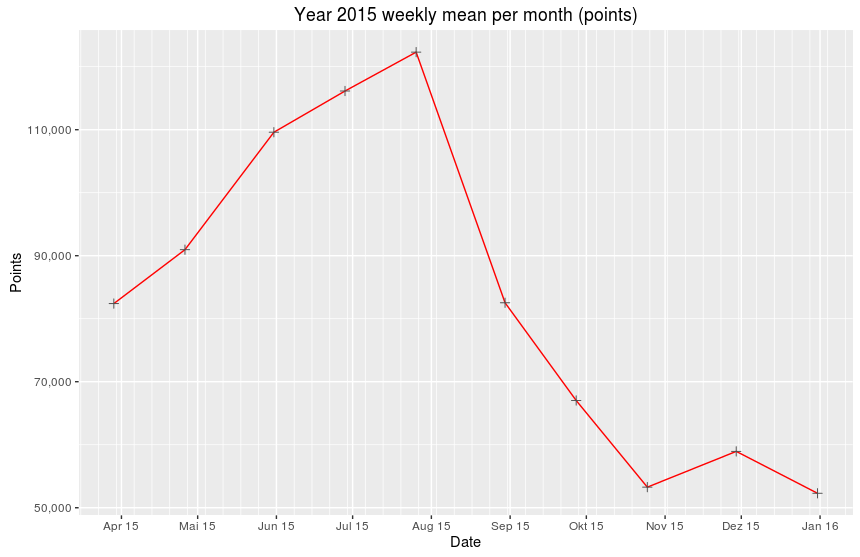 Year 2015 weekly mean per month (points)
110,000
90,000
70,000
50,000
Points
Apr 15 Mai 15 Jun 15 Jul 15 Aug 15 Sep 15 Okt 15 Nov 15 Dez 15 Jan 16
Date